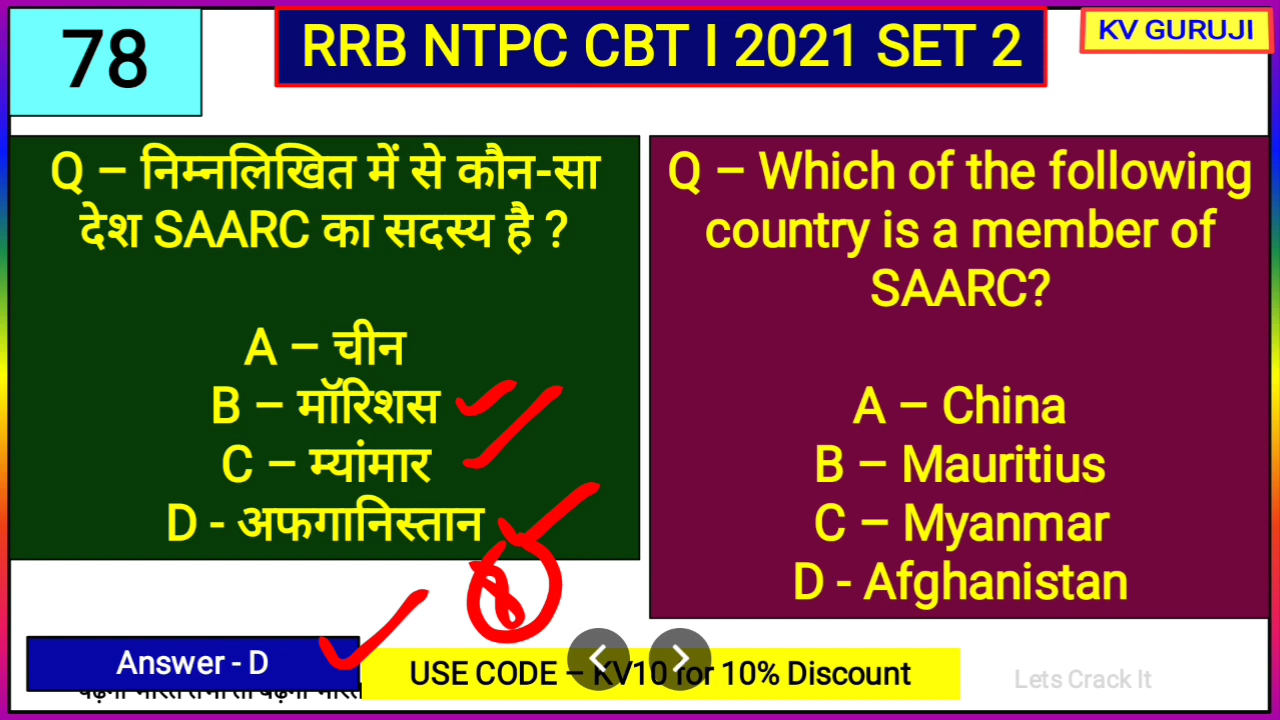 78
RRB NTPC CBT I 2021 SET 2
KV GURUJI
Q – निम्नलिखित में से कौन-सा
देश SAARC का सदस्य है ?
A – चीन
B – मॉरिशस
C – म्यांमार
D - अफगानिस्तान
8
Q – Which of the following
country is a member of
SAARC?
A – China
B – Mauritius
C – Myanmar
D - Afghanistan
Answer - D
USE CODE – KV10 for 10% Discount
Lets Crack It